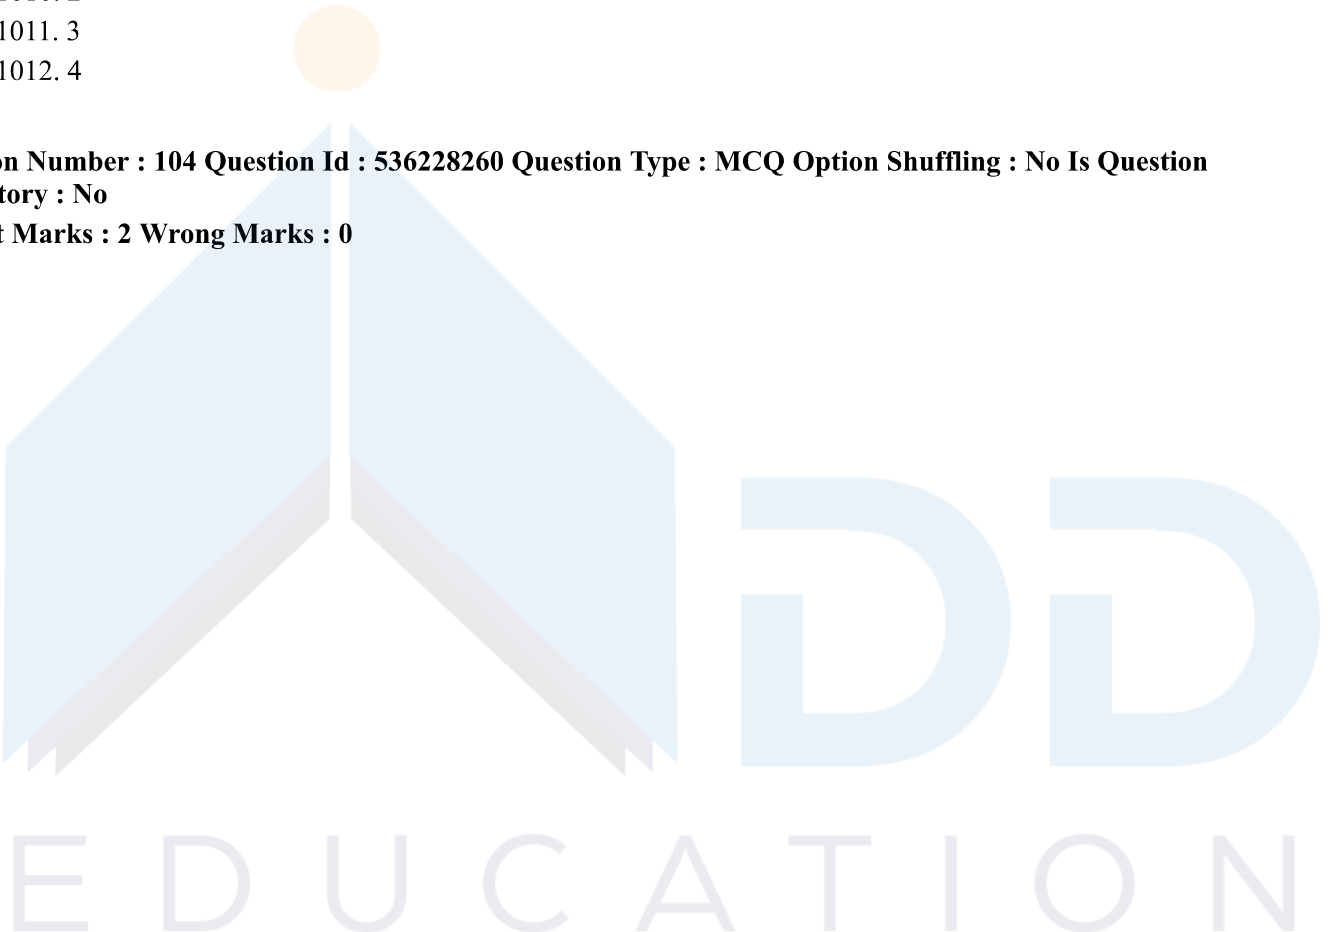 1011. 3
1012. 4
on Number : 104 Question Id : 536228260 Question Type : MCQ Option Shuffling : No Is Question
tory : No
t Marks : 2 Wrong Marks : 0
DD
EDUCATION